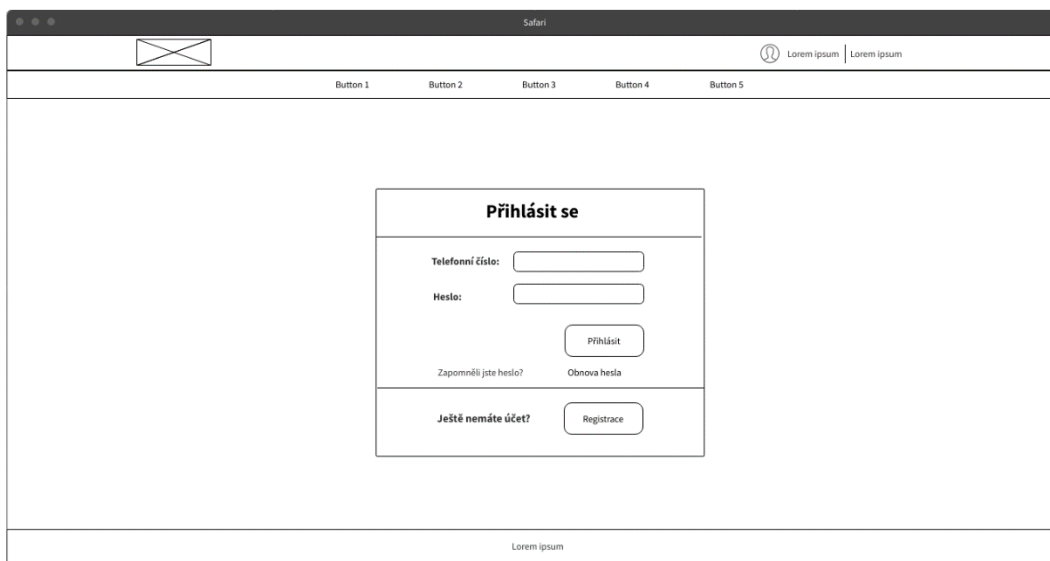 Safari
Lorem ipsum Lorem ipsum
Button 1 Button 2 Button 3 Button 4 Button 5
Přihlásit se
Telefonní číslo:
Heslo:
Přihlásit
Zapomněli jste heslo? Obnova hesla
Ještě nemáte účet? Registrace
Lorem ipsum